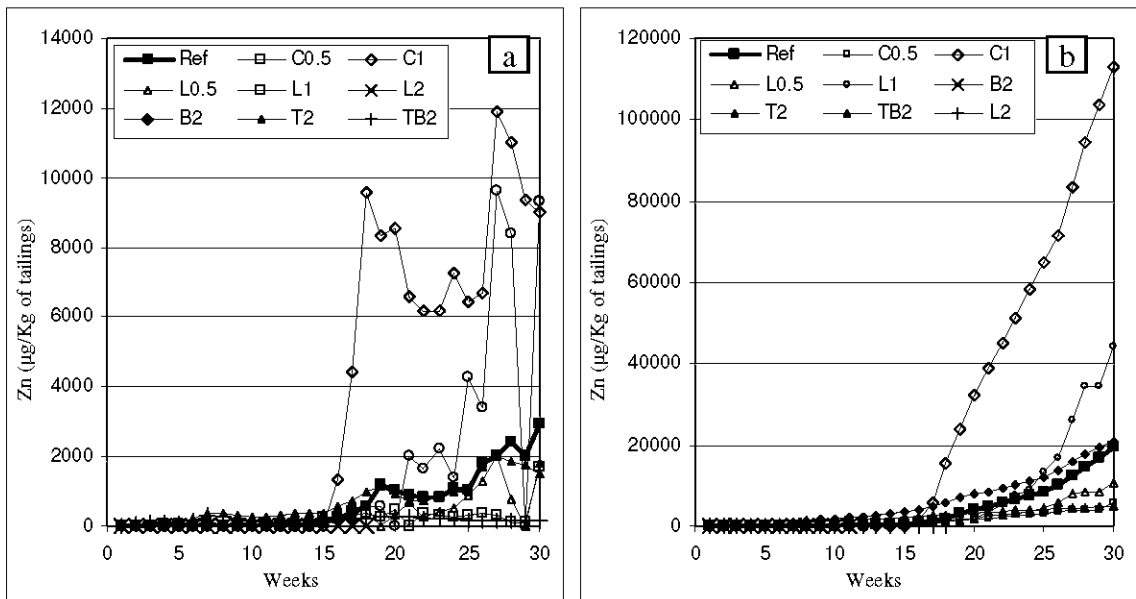 14000
12000
10000
8000
6000
4000
2000
0
Zn (µg/Kg of tailings)
Ref C0.5 C1
L0.5 L1 L2
B2 T2 TB2
a
0 5 10 15 20 25 30
Weeks
120000
100000
80000
60000
40000
20000
0
Zn (µg/Kg of tailings)
Ref C0.5 C1
L0.5 L1 B2
T2 TB2 L2
b
0 5 10 15 20 25 30
Weeks